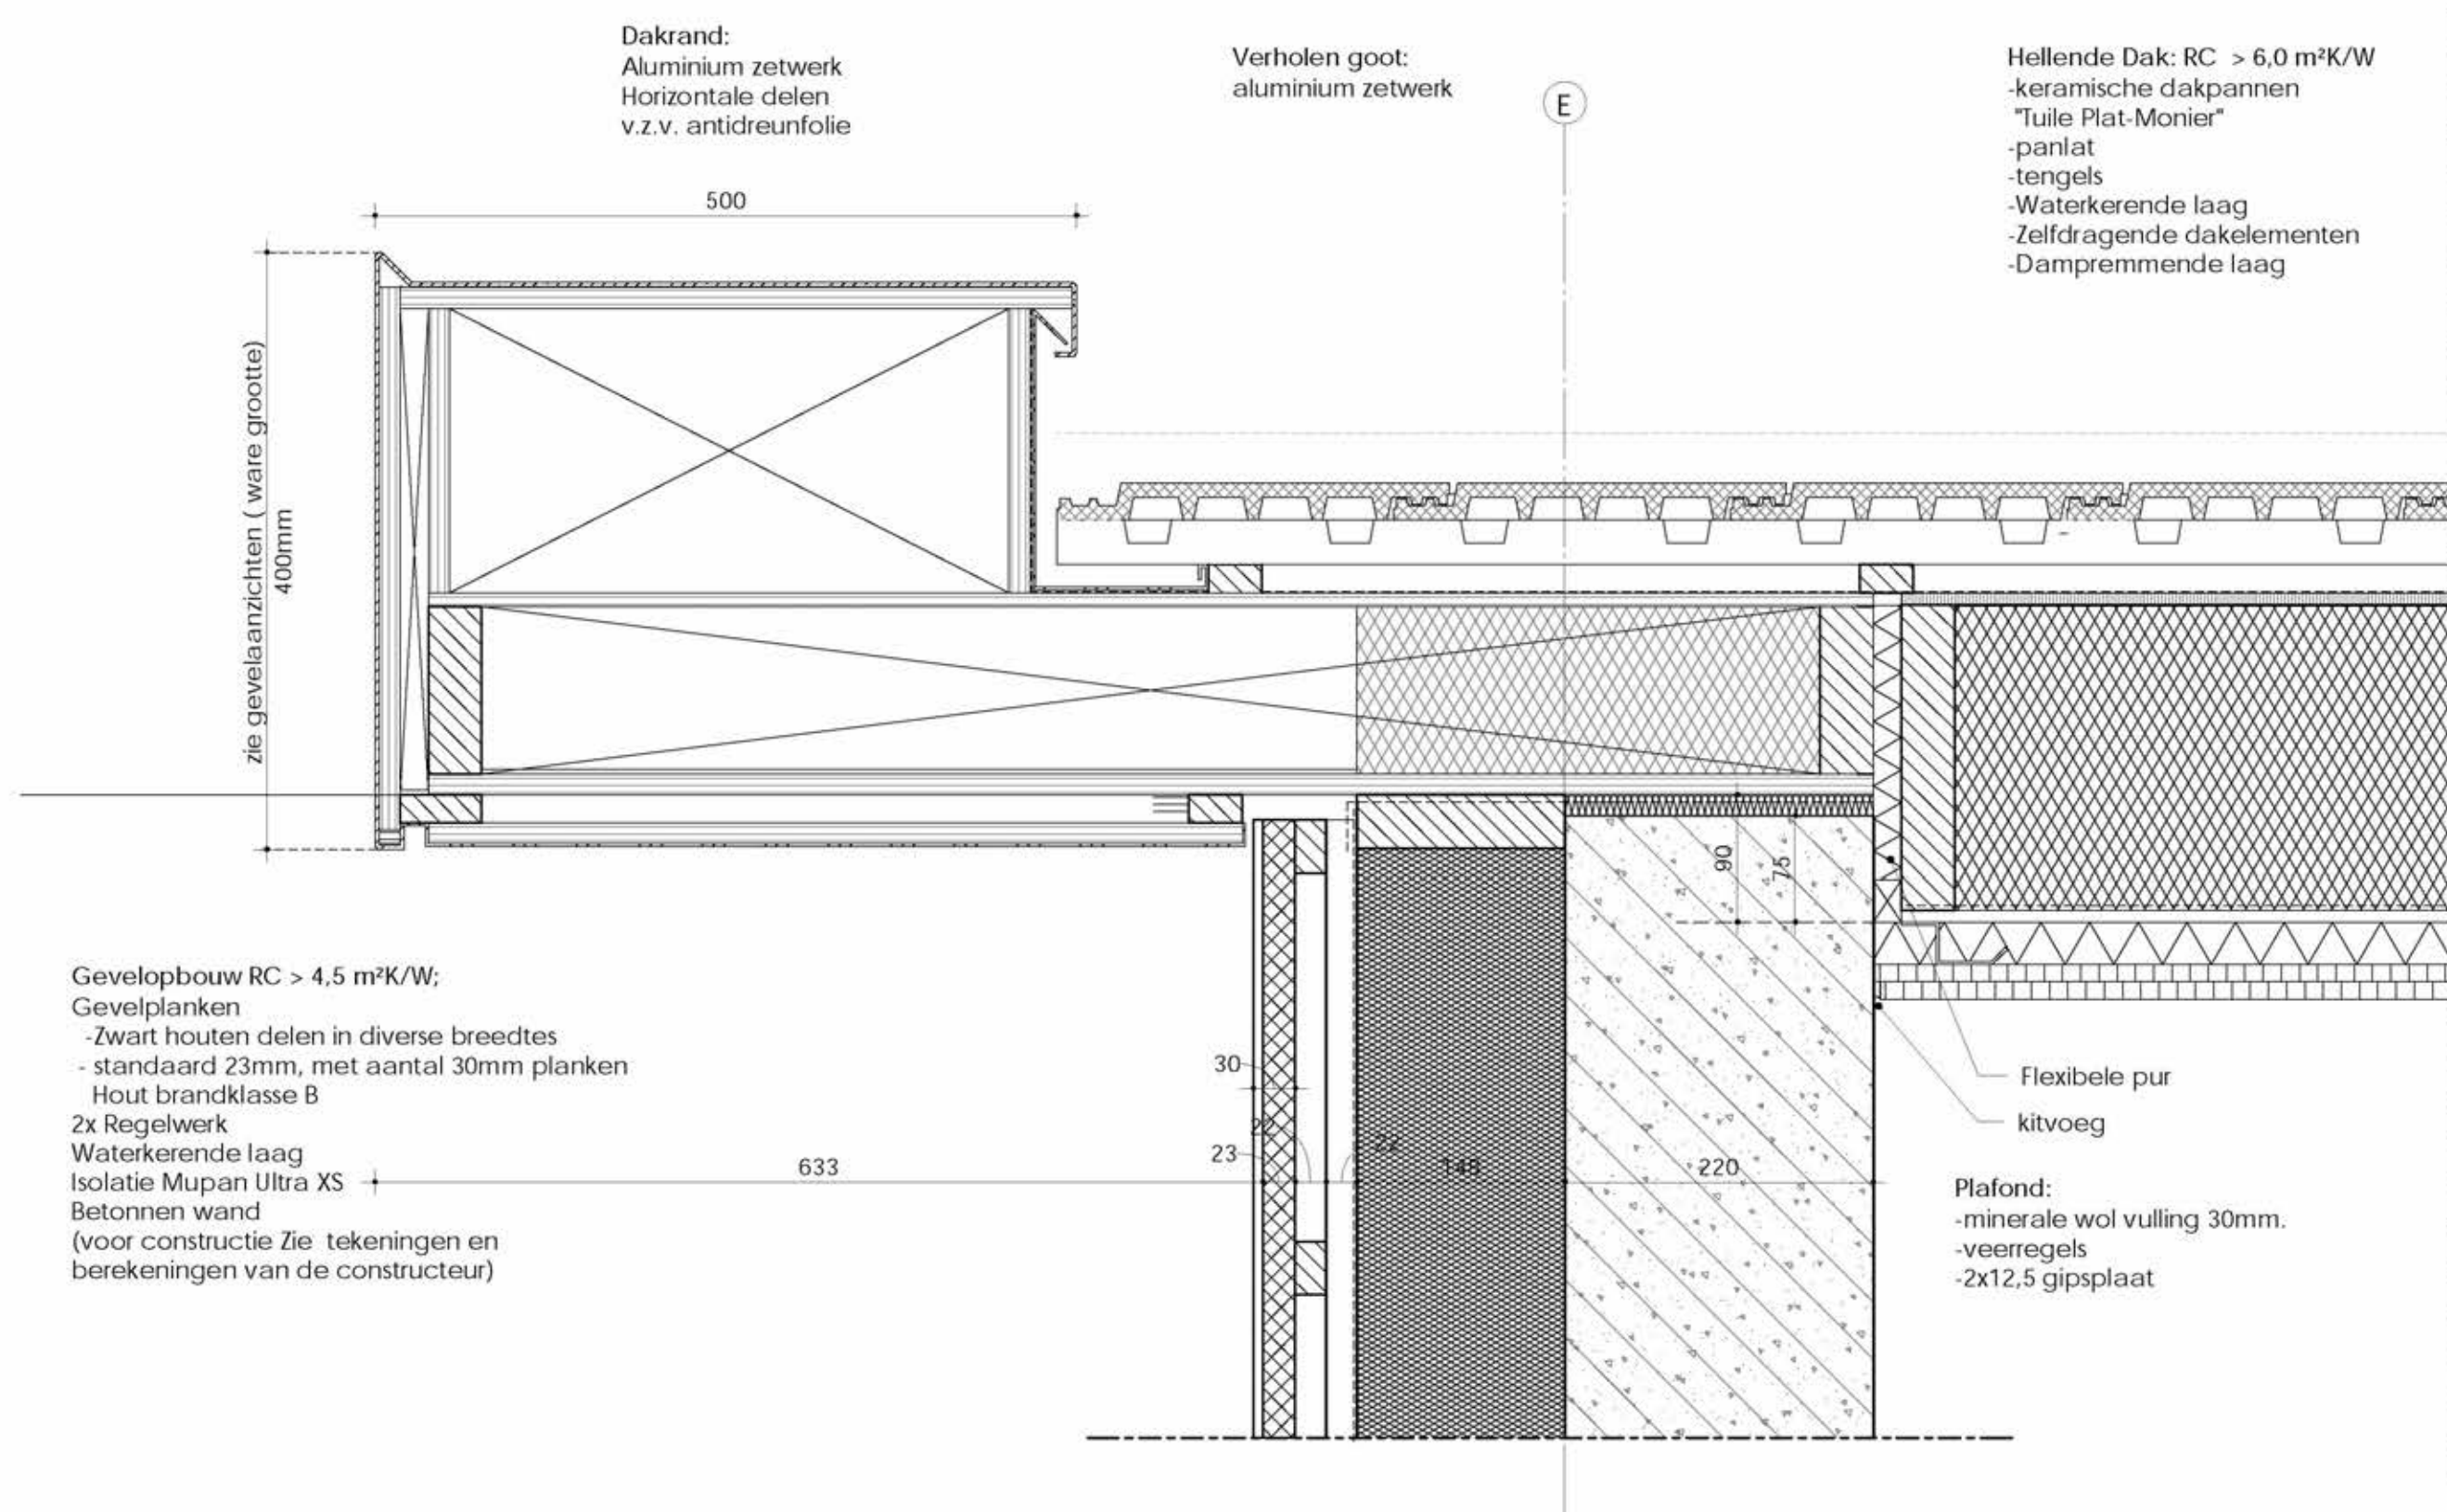 Dakrand:
Aluminium zetwerk
Horizontale delen
v.z.v. antidreunfolie
Verholen goot:
aluminium zetwerk
E
Hellende Dak: RC > 6,0 m²K/W
-keramische dakpannen
"Tuile Plat-Monier"
-panlat
-tengels
-Waterkerende laag
-Zelfdragende dakelementen
-Dampremmende laag
500
zie gevelaanzichten ( ware grootte)
400mm
90
75
Gevelopbouw RC > 4,5 m²K/W;
Gevelplanken
-Zwart houten delen in diverse breedtes
- standaard 23mm, met aantal 30mm planken
Hout brandklasse B
2x Regelwerk
Waterkerende laag
Isolatie Mupan Ultra XS
Betonnen wand
(voor constructie Zie tekeningen en
berekeningen van de constructeur)
30
22
23
633
22
148
220
Flexibele pur
kitvoeg
Plafond:
-minerale wol vulling 30mm.
-veerregels
-2x12,5 gipsplaat